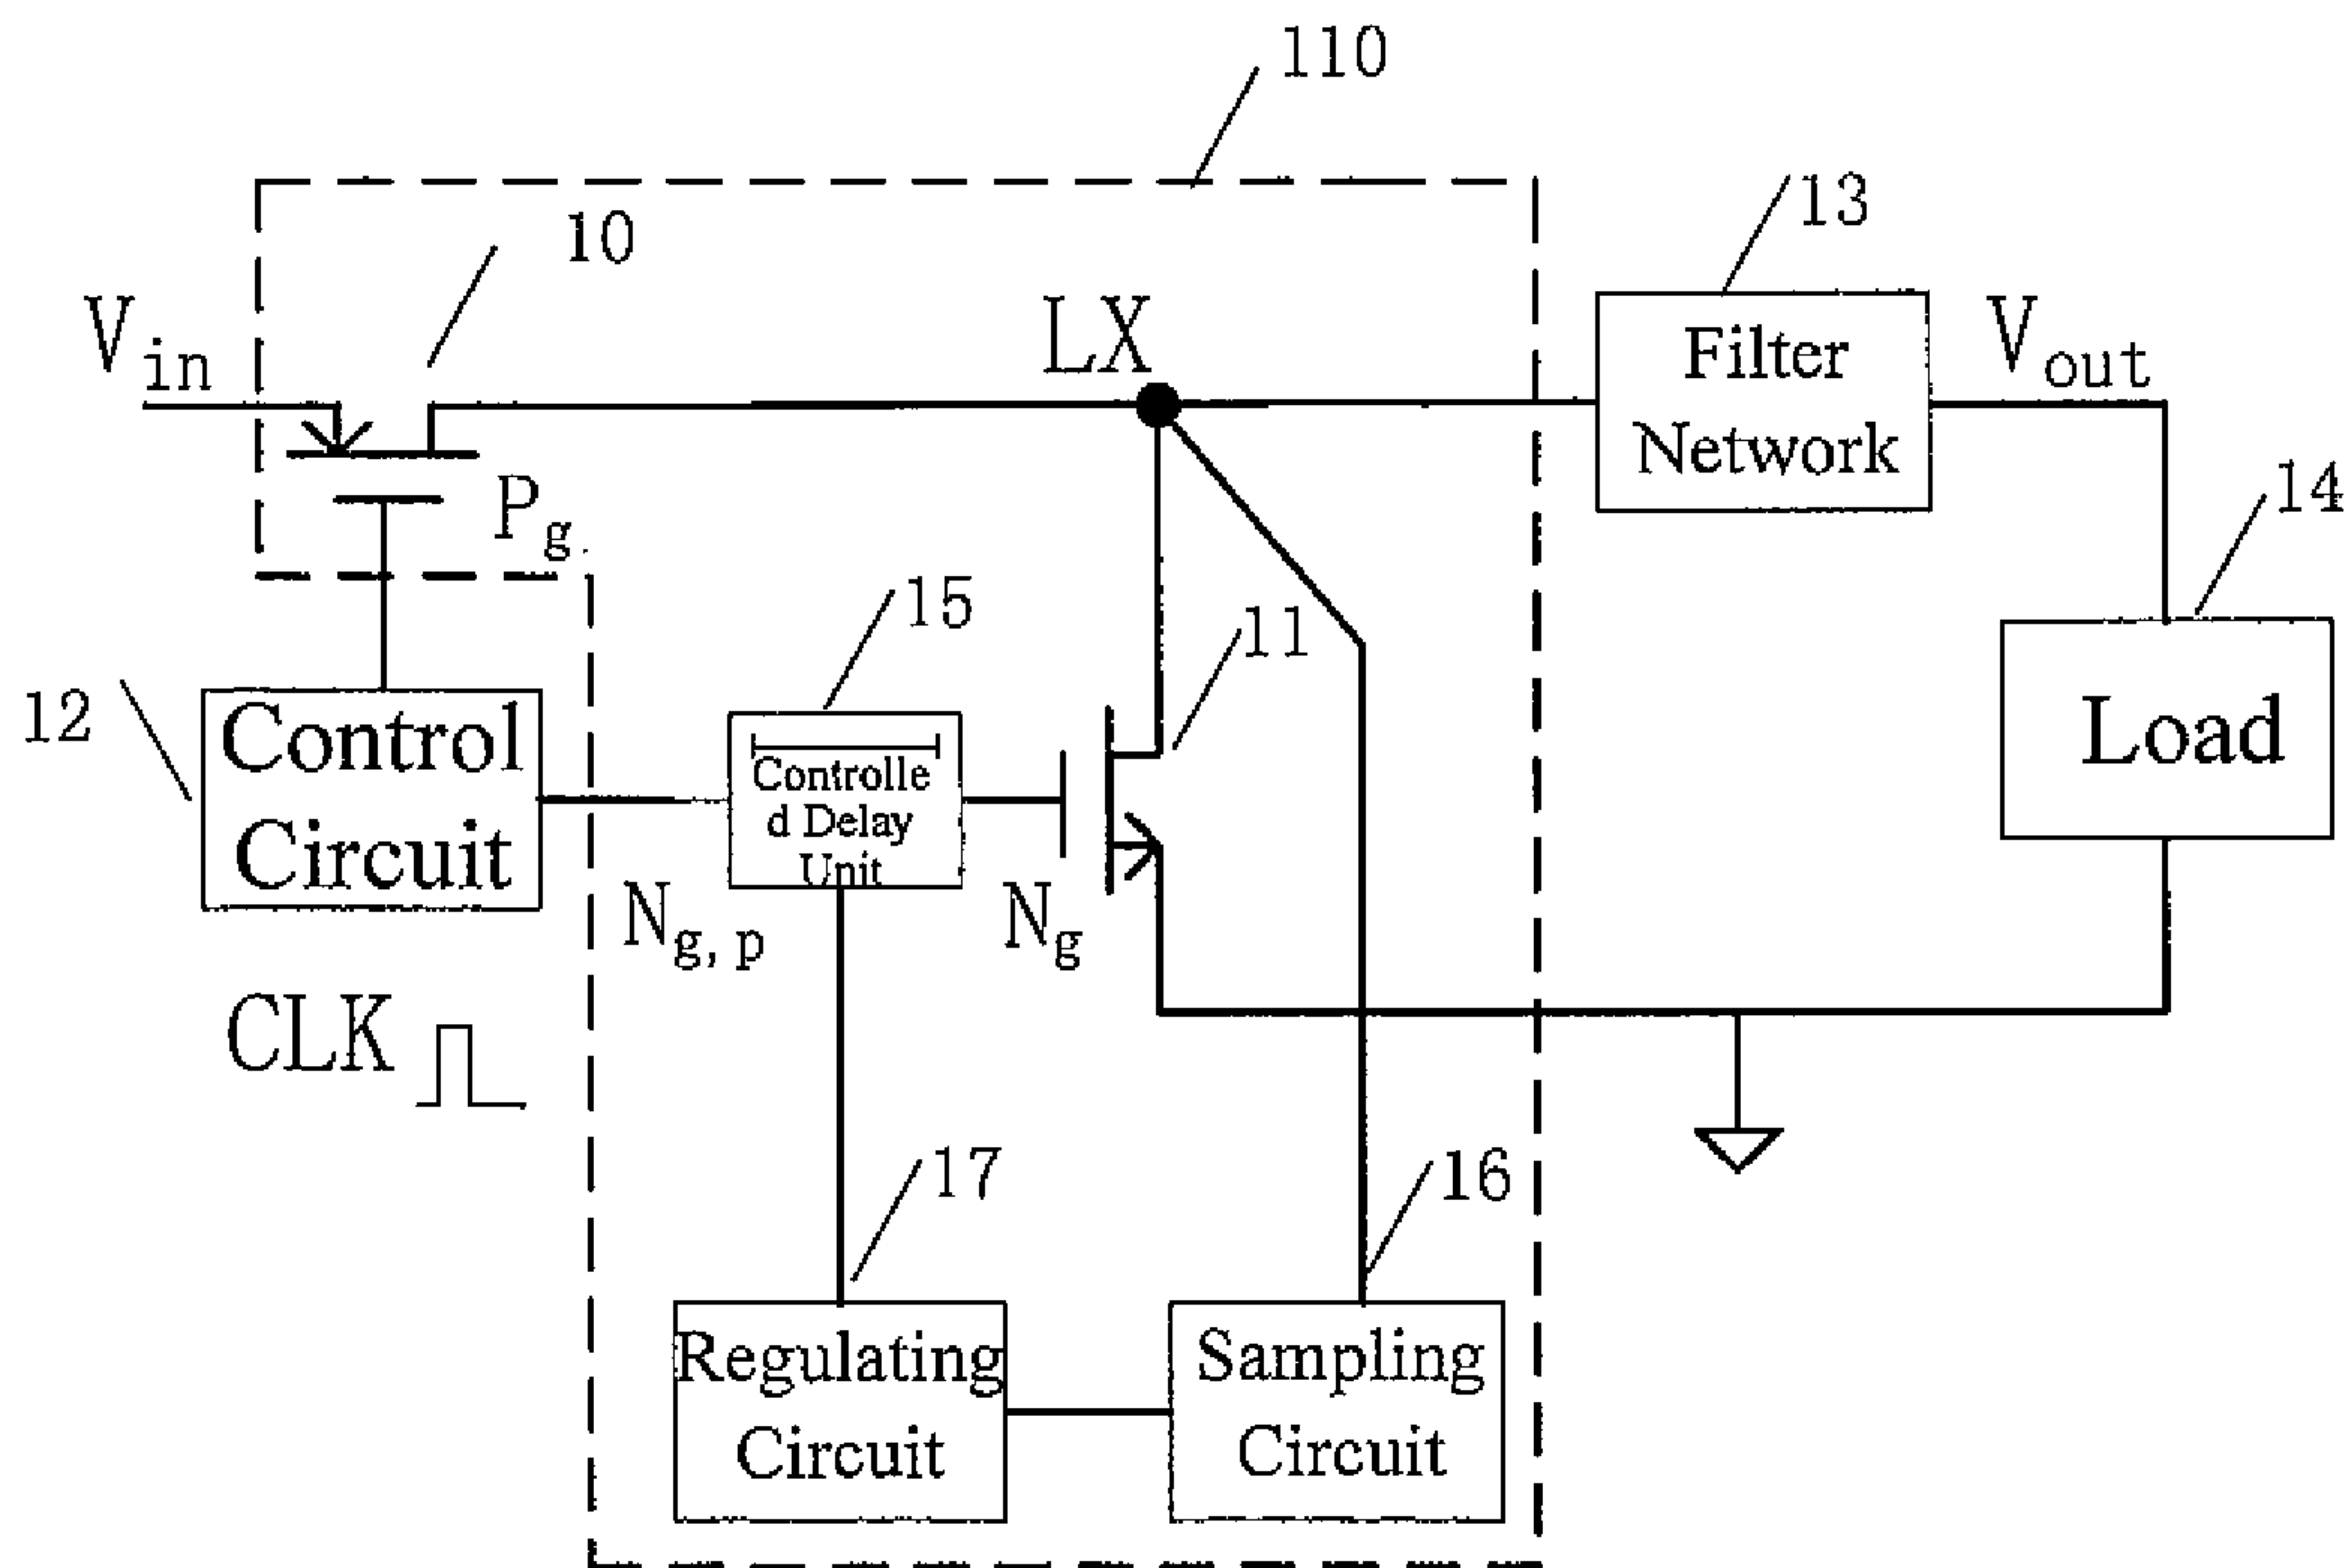 110
13
10
V_in
LX
Filter
Network
V_out
P_g
14
15
11
12
Control
Circuit
Controlle
d Delay
Unit
Load
N_g, p
N_g
CLK
17
16
Regulating
Circuit
Sampling
Circuit